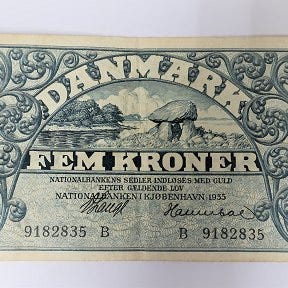 DANMARK
FEM KRONER
NATIONALBANKENS SEDLER INDLØSES MED GULD
EFTER GÆLDENDE LOV
NATIONALBANKEN I KJØBENHAVN 1935
9182835 B B 9182835